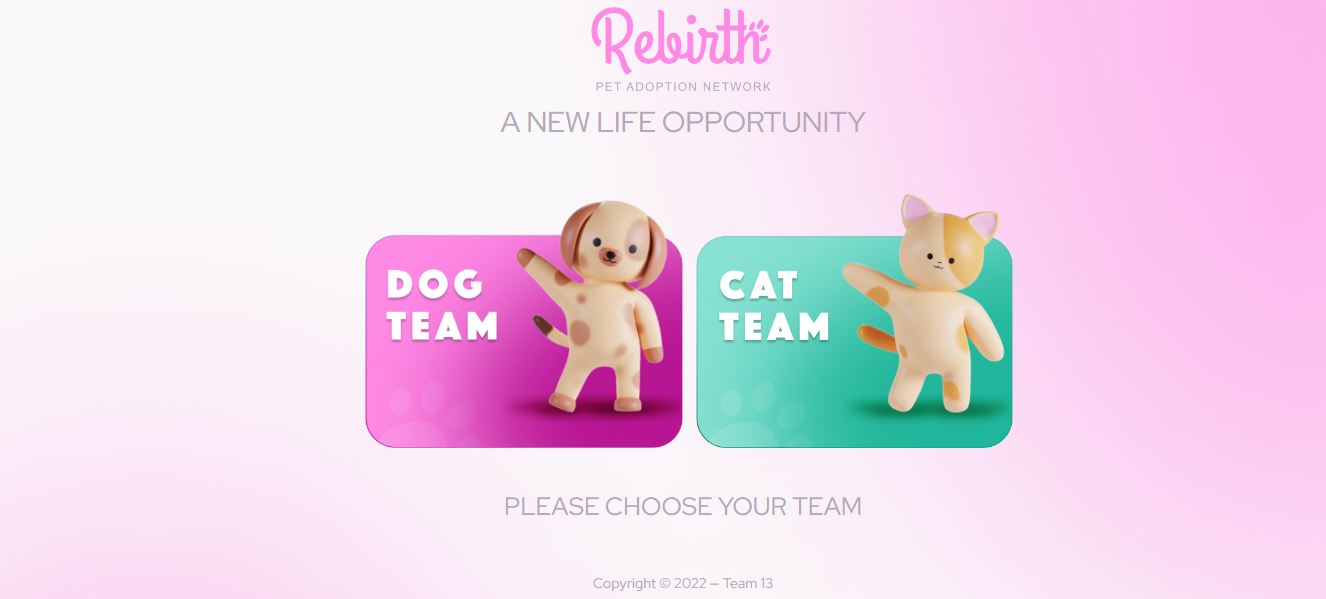 Rebirth
PET ADOPTION NETWORK
A NEW LIFE OPPORTUNITY
DOG
TEAM
CAT
TEAM
PLEASE CHOOSE YOUR TEAM
Copyright © 2022 – Team 13